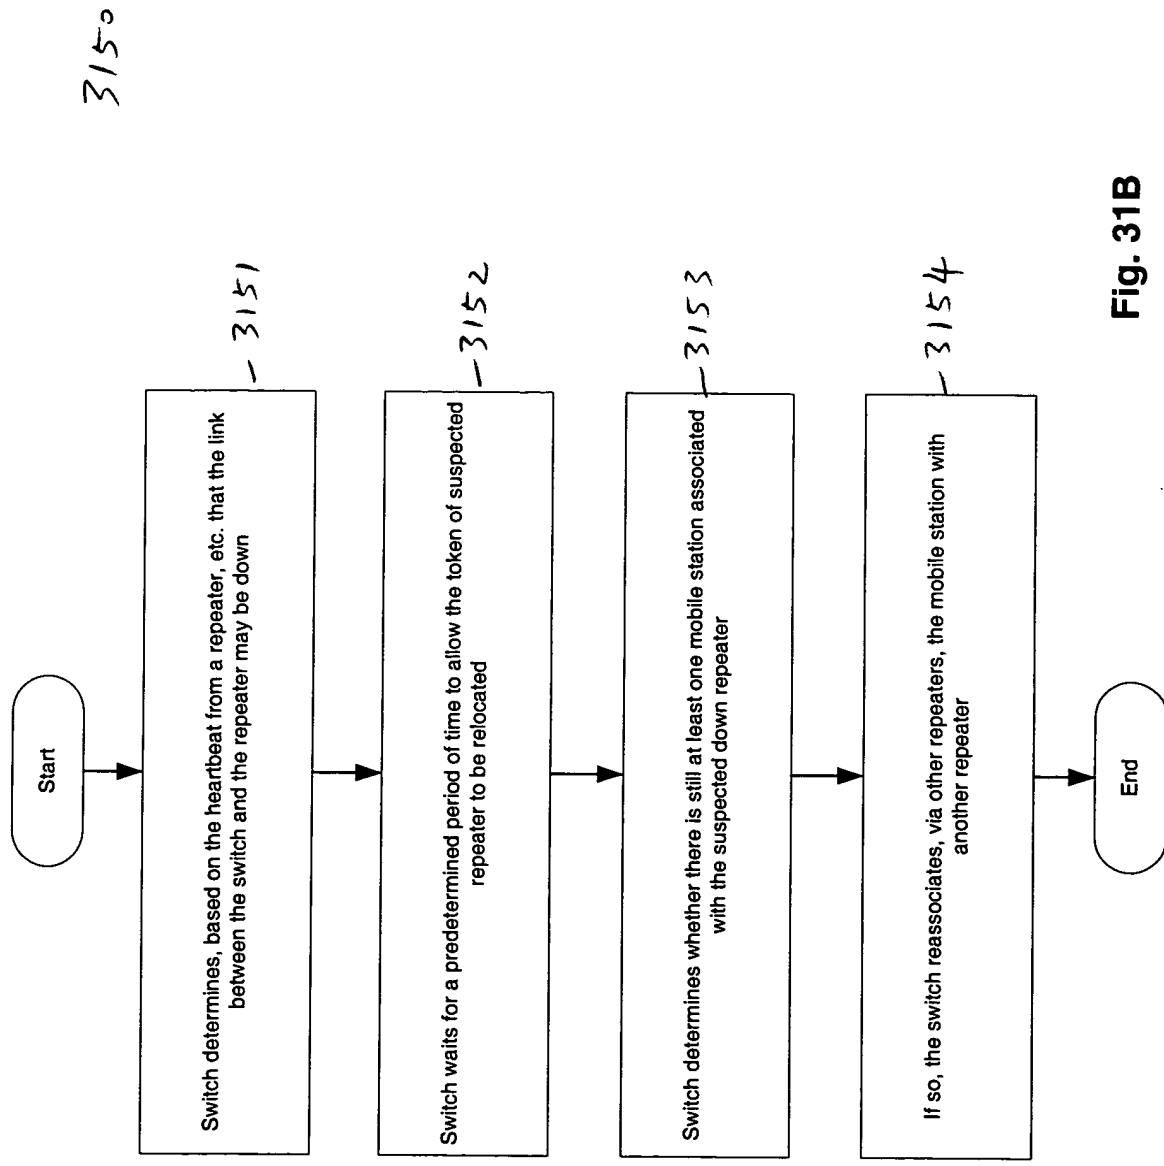 3150
Start
Switch determines, based on the heartbeat from a repeater, etc. that the link
between the switch and the repeater may be down
3151
Switch waits for a predetermined period of time to allow the token of suspected
repeater to be relocated
3152
Switch determines whether there is still at least one mobile station associated
with the suspected down repeater
3153
If so, the switch reassociates, via other repeaters, the mobile station with
another repeater
3154
End
Fig. 31B